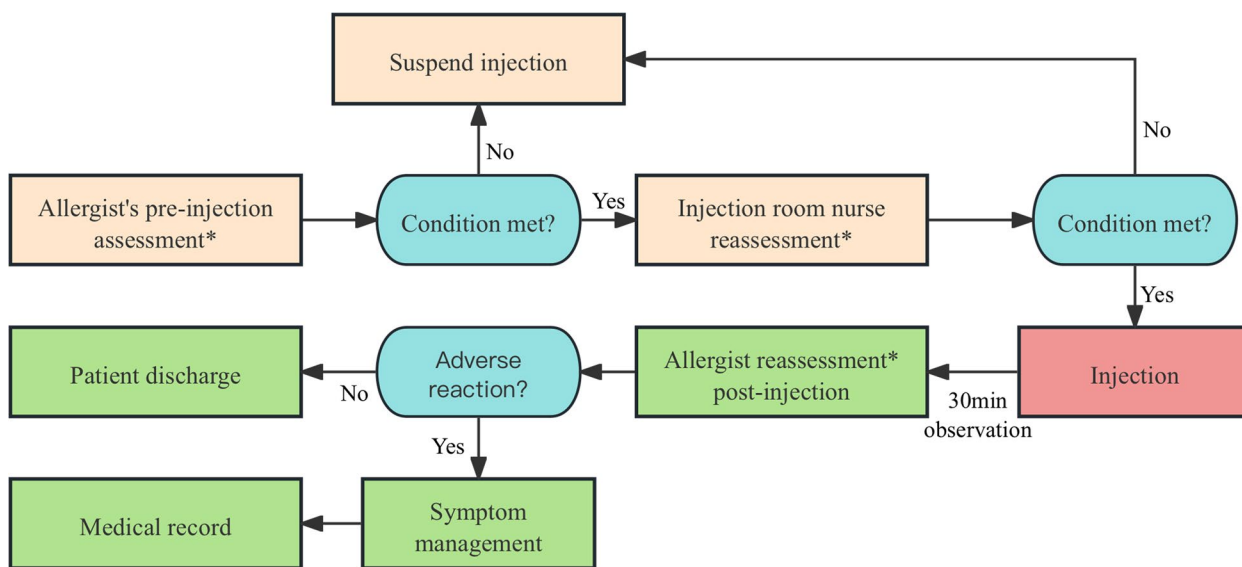 Suspend injection
No
No
Allergist's pre-injection
assessment*
Condition met?
Yes
Injection room nurse
reassessment*
Condition met?
Yes
Patient discharge
No
Adverse
reaction?
Allergist reassessment*
post-injection
30min
observation
Injection
Yes
Medical record
Symptom
management